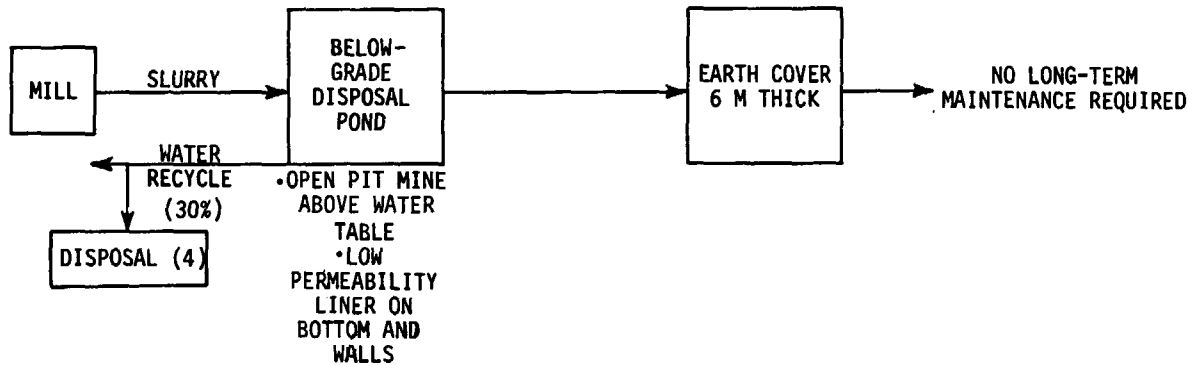 MILL
SLURRY
BELOW-
GRADE
DISPOSAL
POND
EARTH COVER
6 M THICK
NO LONG-TERM
MAINTENANCE REQUIRED
WATER
RECYCLE
(30%)
DISPOSAL (4)
•OPEN PIT MINE
ABOVE WATER
TABLE
•LOW
PERMEABILITY
LINER ON
BOTTOM AND
WALLS